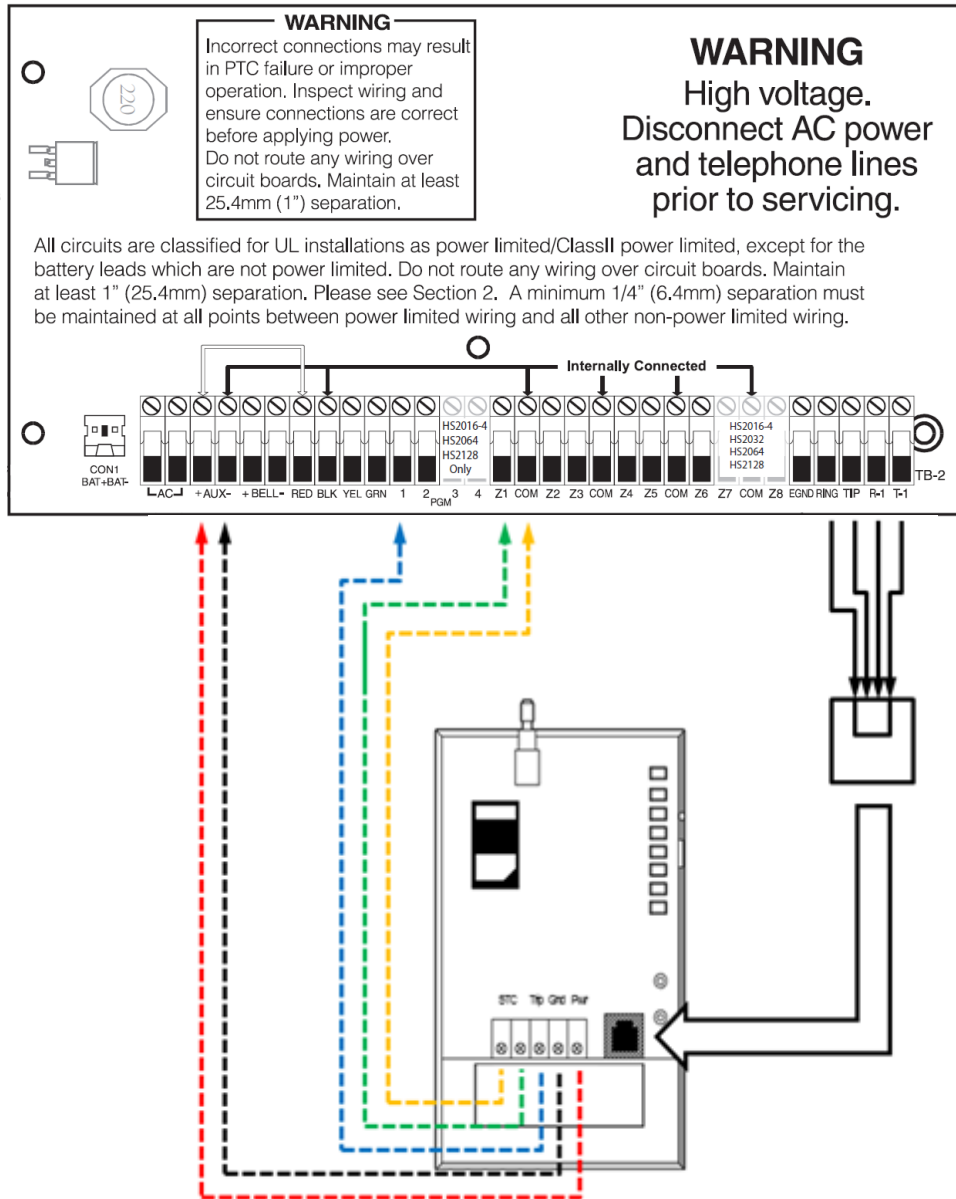 WARNING
Incorrect connections may result
in PTC failure or improper
operation. Inspect wiring and
ensure connections are correct
before applying power.
Do not route any wiring over
circuit boards. Maintain at least
25.4mm (1") separation.
WARNING
High voltage.
Disconnect AC power
and telephone lines
prior to servicing.
220
All circuits are classified for UL installations as power limited/ClassII power limited, except for the
battery leads which are not power limited. Do not route any wiring over circuit boards. Maintain
at least 1" (25.4mm) separation. Please see Section 2. A minimum 1/4" (6.4mm) separation must
be maintained at all points between power limited wiring and all other non-power limited wiring.
Internally Connected
HS2016-4
HS2064
HS2128
Only
HS2016-4
HS2032
HS2064
HS2128
CON1
BAT+BAT-
TB-2
AC +AUX- +BELL- RED BLK YEL GRN 1 2 PGM 3 4 Z1 COM Z2 Z3 COM Z4 Z5 COM Z6 Z7 COM Z8 EGND RING TIP R-1 T-1
STC Trp Gnd Pwr